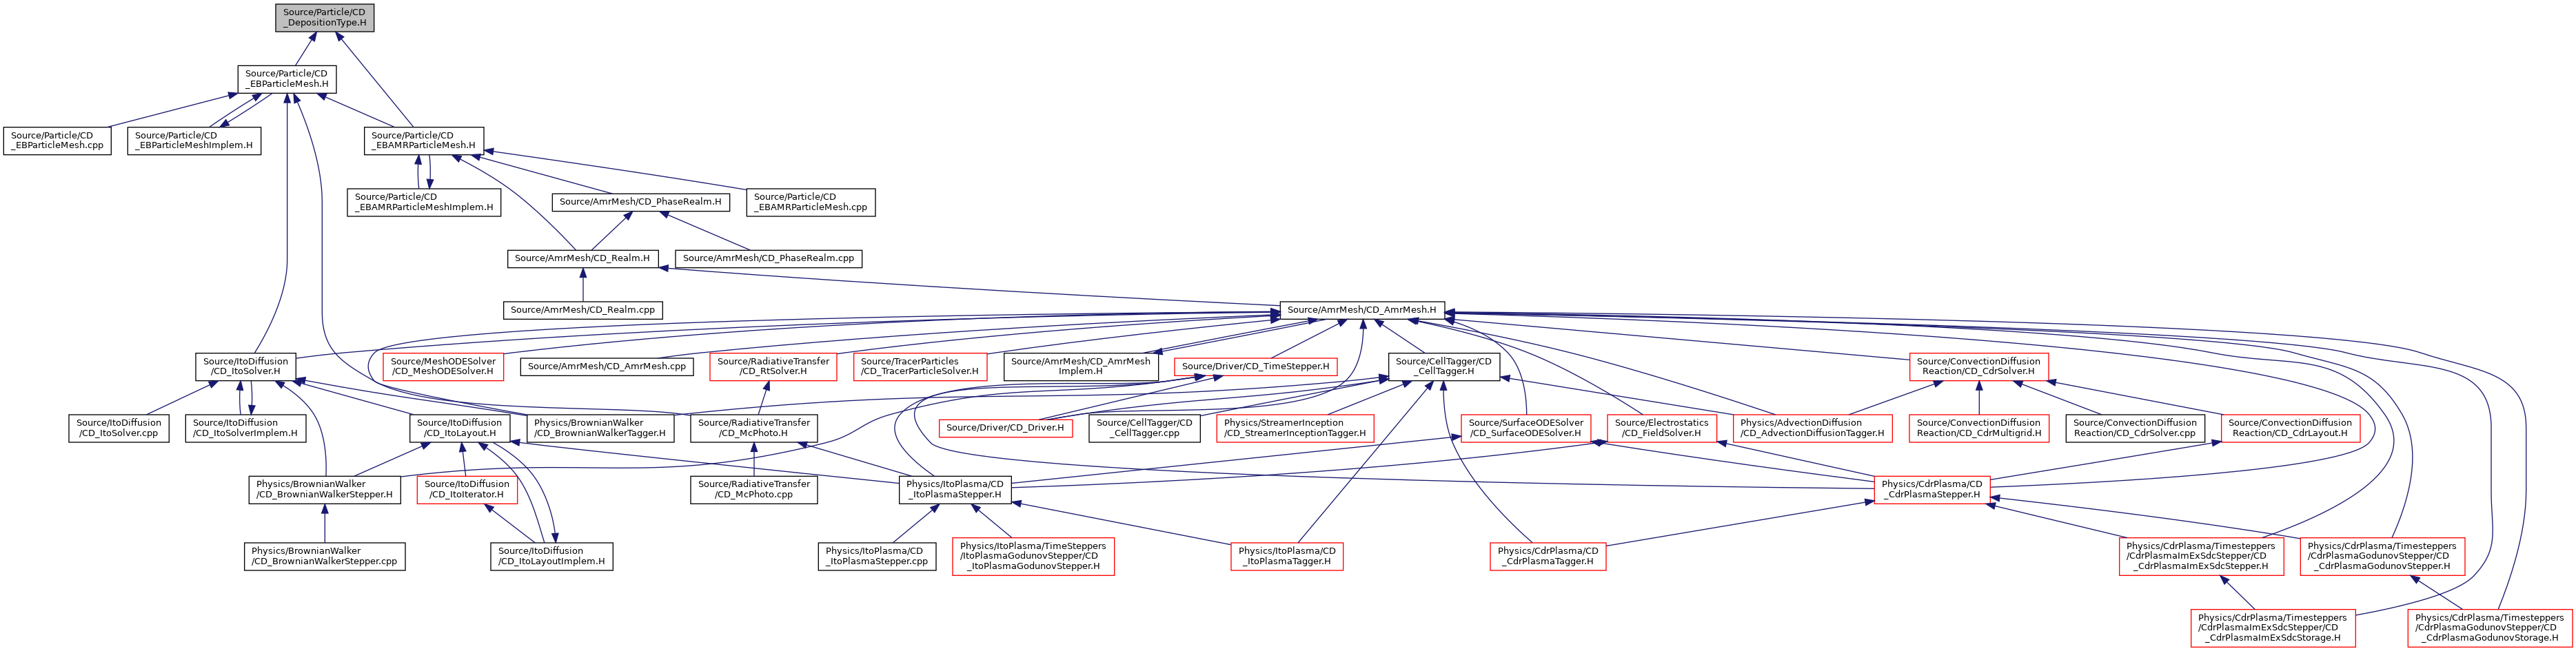 Source/Particle/CD
_DepositionType.H
Source/Particle/CD
_EBParticleMesh.H
Source/Particle/CD
_EBParticleMesh.cpp
Source/Particle/CD
_EBParticleMeshImplem.H
Source/Particle/CD
_EBAMRParticleMesh.H
Source/Particle/CD
_EBAMRParticleMeshImplem.H
Source/AmrMesh/CD_PhaseRealm.H
Source/Particle/CD
_EBAMRParticleMesh.cpp
Source/AmrMesh/CD_Realm.H
Source/AmrMesh/CD_PhaseRealm.cpp
Source/AmrMesh/CD_Realm.cpp
Source/AmrMesh/CD_AmrMesh.H
Source/ItoDiffusion
/CD_ItoSolver.H
Source/MeshODESolver
/CD_MeshODESolver.H
Source/AmrMesh/CD_AmrMesh.cpp
Source/RadiativeTransfer
/CD_RtSolver.H
Source/TracerParticles
/CD_TracerParticleSolver.H
Source/AmrMesh/CD_AmrMesh
Implem.H
Source/Driver/CD_TimeStepper.H
Source/CellTagger/CD
_CellTagger.H
Source/ConvectionDiffusion
Reaction/CD_CdrSolver.H
Source/ItoDiffusion
/CD_ItoSolver.cpp
Source/ItoDiffusion
/CD_ItoSolverImplem.H
Source/ItoDiffusion
/CD_ItoLayout.H
Physics/BrownianWalker
/CD_BrownianWalkerTagger.H
Source/RadiativeTransfer
/CD_McPhoto.H
Source/Driver/CD_Driver.H
Source/CellTagger/CD
_CellTagger.cpp
Physics/StreamerInception
/CD_StreamerInceptionTagger.H
Source/SurfaceODESolver
/CD_SurfaceODESolver.H
Source/Electrostatics
/CD_FieldSolver.H
Physics/AdvectionDiffusion
/CD_AdvectionDiffusionTagger.H
Source/ConvectionDiffusion
Reaction/CD_CdrMultigrid.H
Source/ConvectionDiffusion
Reaction/CD_CdrSolver.cpp
Source/ConvectionDiffusion
Reaction/CD_CdrLayout.H
Physics/BrownianWalker
/CD_BrownianWalkerStepper.H
Source/ItoDiffusion
/CD_ItoIterator.H
Source/RadiativeTransfer
/CD_McPhoto.cpp
Physics/ItoPlasma/CD
_ItoPlasmaStepper.H
Physics/CdrPlasma/CD
_CdrPlasmaStepper.H
Physics/BrownianWalker
/CD_BrownianWalkerStepper.cpp
Source/ItoDiffusion
/CD_ItoLayoutImplem.H
Physics/ItoPlasma/CD
_ItoPlasmaStepper.cpp
Physics/ItoPlasma/TimeSteppers
/ItoPlasmaGodunovStepper/CD
_ItoPlasmaGodunovStepper.H
Physics/ItoPlasma/CD
_ItoPlasmaTagger.H
Physics/CdrPlasma/CD
_CdrPlasmaTagger.H
Physics/CdrPlasma/Timesteppers
/CdrPlasmaImExSdcStepper/CD
_CdrPlasmaImExSdcStepper.H
Physics/CdrPlasma/Timesteppers
/CdrPlasmaGodunovStepper/CD
_CdrPlasmaGodunovStepper.H
Physics/CdrPlasma/Timesteppers
/CdrPlasmaImExSdcStepper/CD
_CdrPlasmaImExSdcStorage.H
Physics/CdrPlasma/Timesteppers
/CdrPlasmaGodunovStepper/CD
_CdrPlasmaGodunovStorage.H